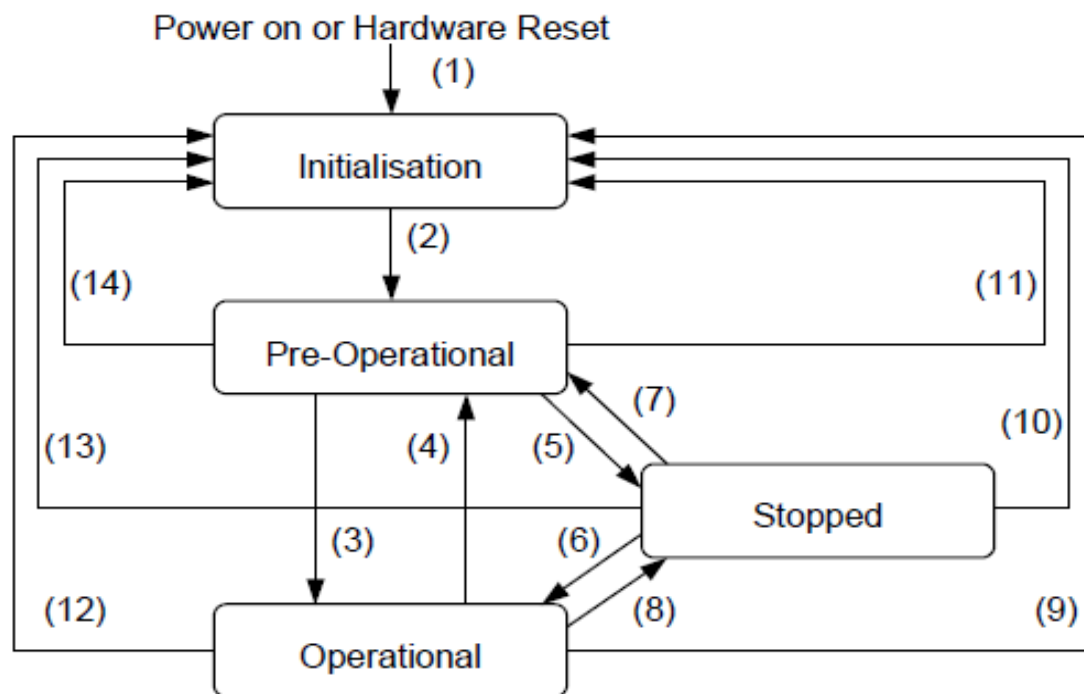 Power on or Hardware Reset
(1)
Initialisation
(2)
(14)
(11)
Pre-Operational
(7)
(13)
(4)
(5)
(10)
Stopped
(3)
(6)
(12)
(8)
(9)
Operational